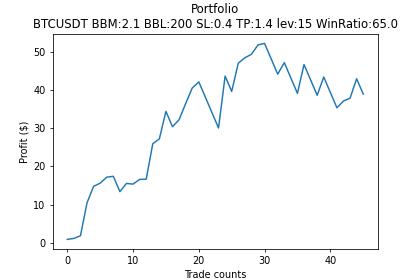 Portfolio
BTCUSDT BBM:2.1 BBL:200 SL:0.4 TP:1.4 lev:15 WinRatio:65.0
50
40
30
20
10
0
Profit ($)
0 10 20 30 40
Trade counts